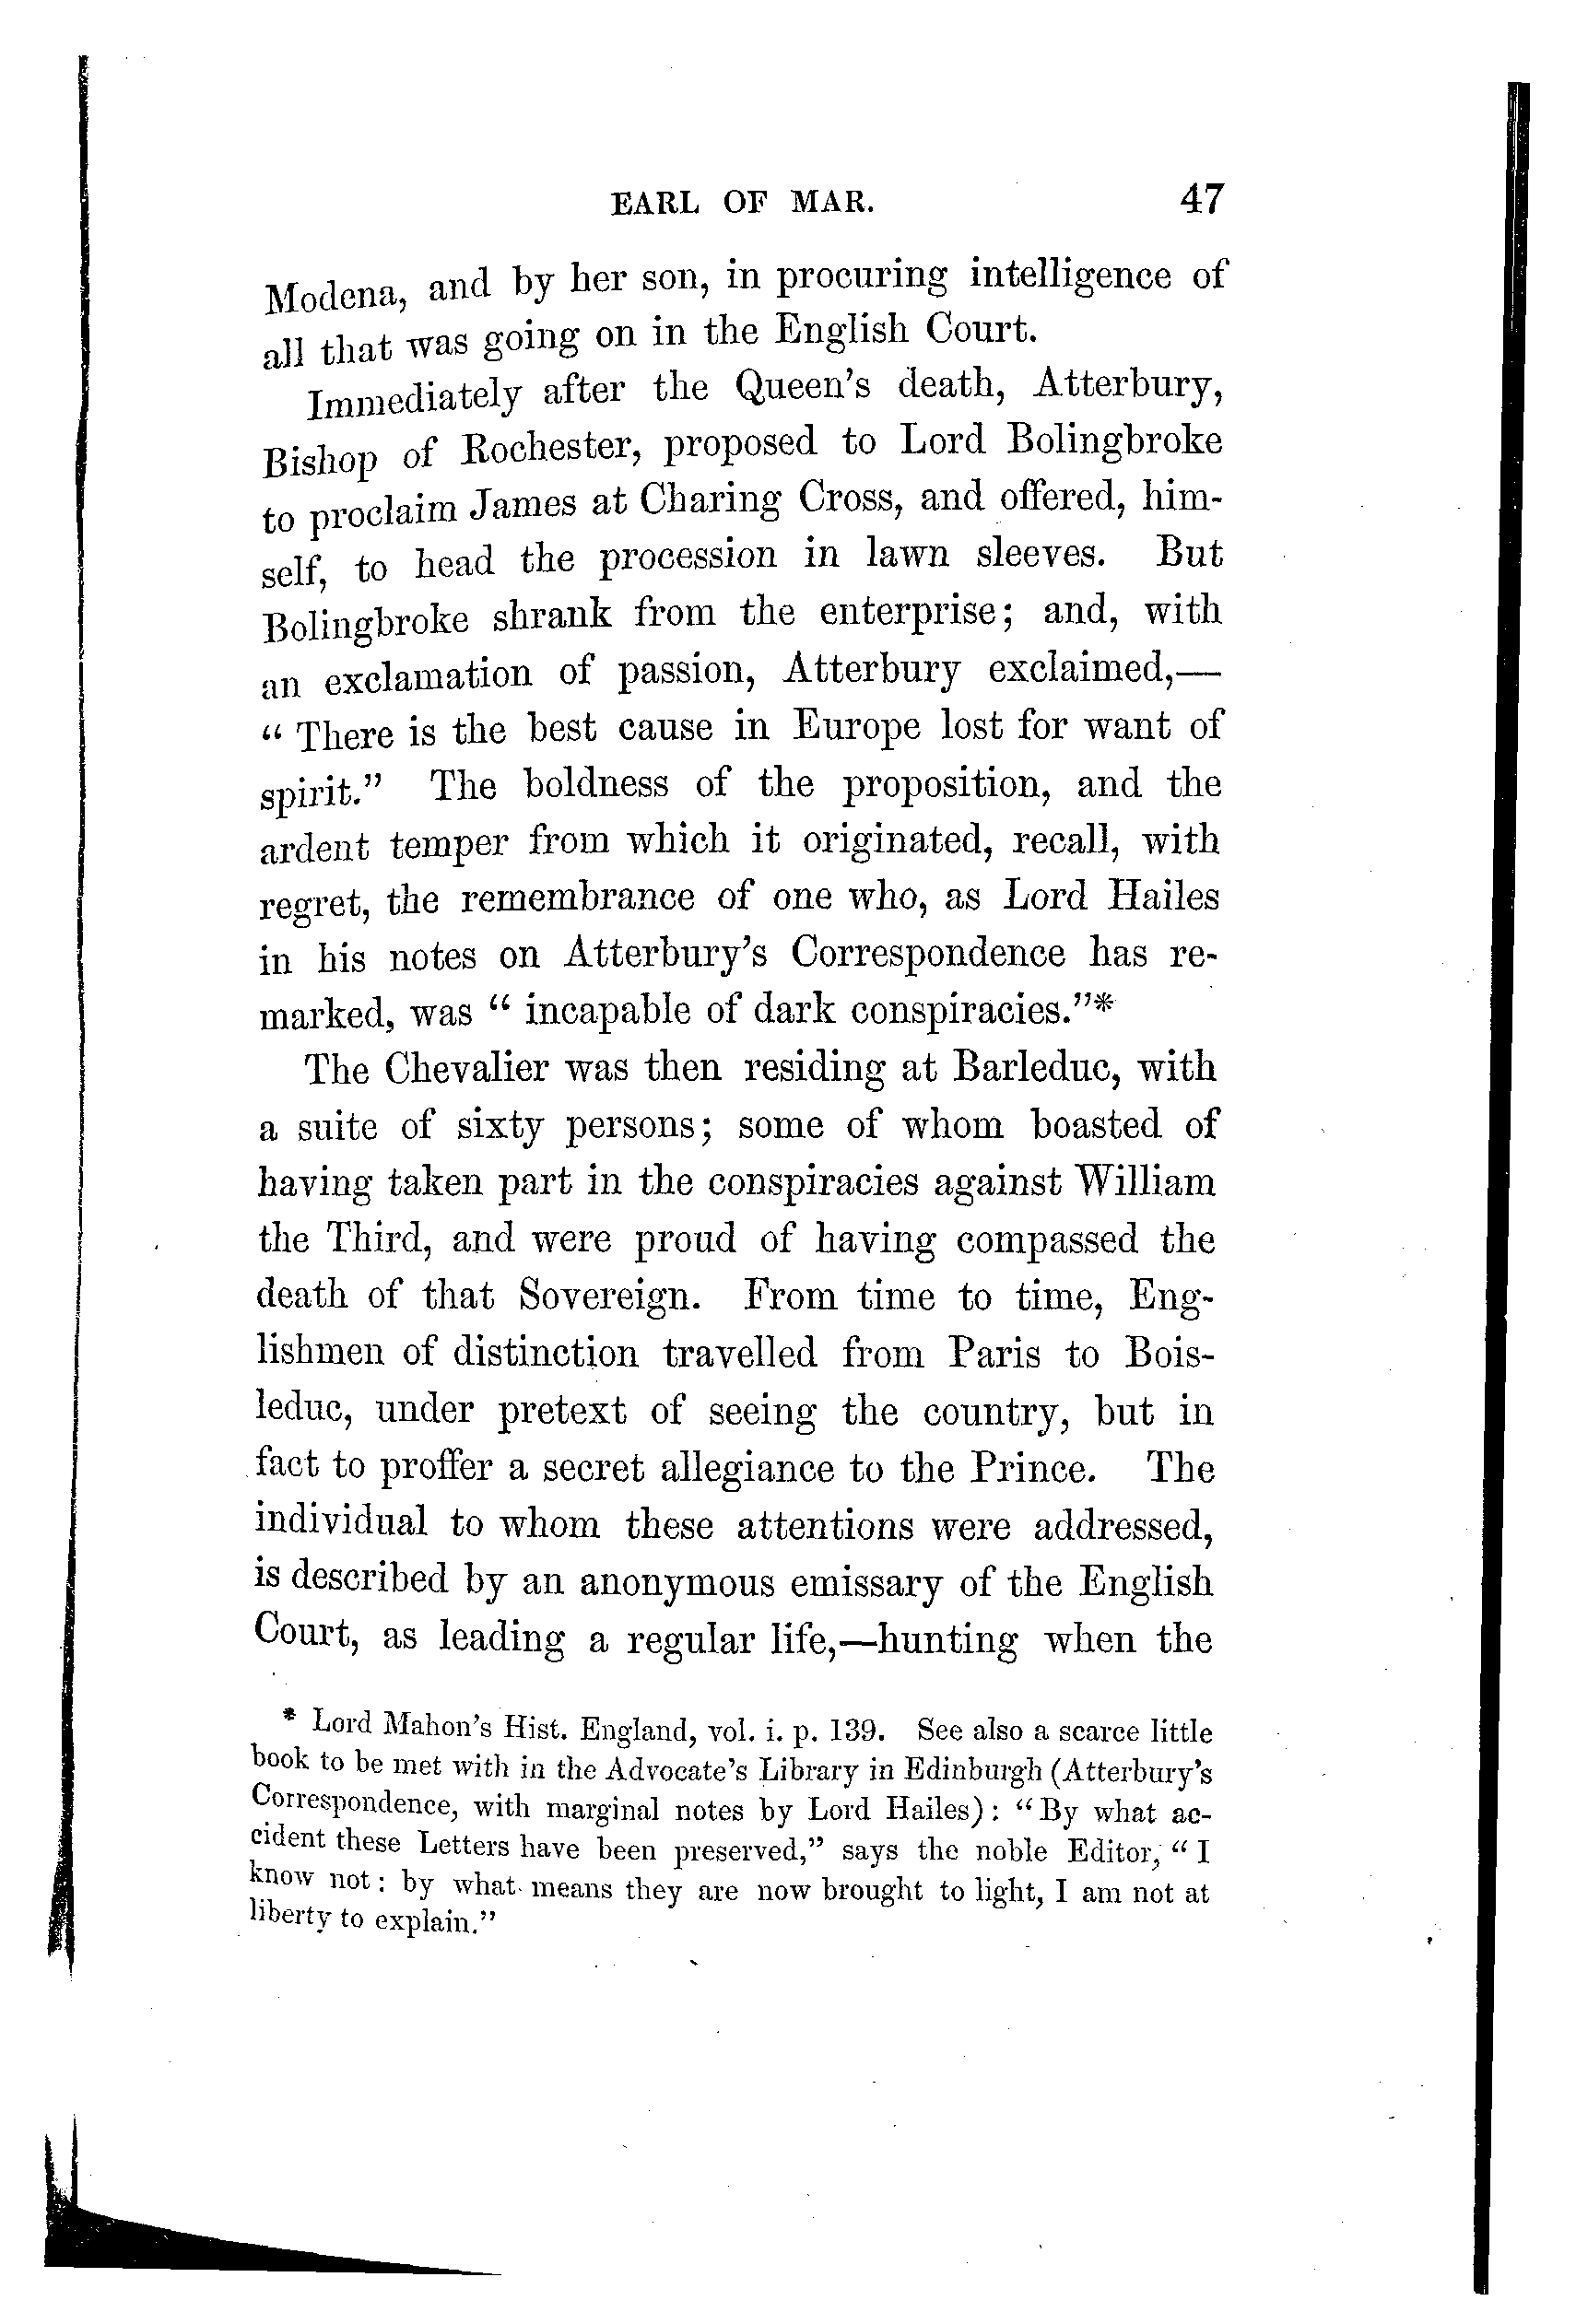 EARL OF MAR. 47
Modena, and by her son, in procuring intelligence of
all that was going on in the English Court.
Immediately after the Queen's death, Atterbury,
Bishop of Rochester, proposed to Lord Bolingbroke
to proclaim James at Charing Cross, and offered, him-
self, to head the procession in lawn sleeves. But
Bolingbroke shrank from the enterprise; and, with
an exclamation of passion, Atterbury exclaimed,—
" There is the best cause in Europe lost for want of
spirit." The boldness of the proposition, and the
ardent temper from which it originated, recall, with
regret, the remembrance of one who, as Lord Hailes
in his notes on Atterbury's Correspondence has re-
marked, was " incapable of dark conspiracies."*
The Chevalier was then residing at Barleduc, with
a suite of sixty persons; some of whom boasted of
having taken part in the conspiracies against William
the Third, and were proud of having compassed the
death of that Sovereign. From time to time, Eng-
lishmen of distinction travelled from Paris to Bois-
leduc, under pretext of seeing the country, but in
fact to proffer a secret allegiance to the Prince. The
individual to whom these attentions were addressed,
is described by an anonymous emissary of the English
Court, as leading a regular life,—hunting when the
* Lord Mahon's Hist. England, vol. i. p. 139. See also a scarce little
book to be met with in the Advocate's Library in Edinburgh (Atterbury's
Correspondence, with marginal notes by Lord Hailes): "By what ac-
cident these Letters have been preserved," says the noble Editor, "I
know not: by what means they are now brought to light, I am not at
liberty to explain."